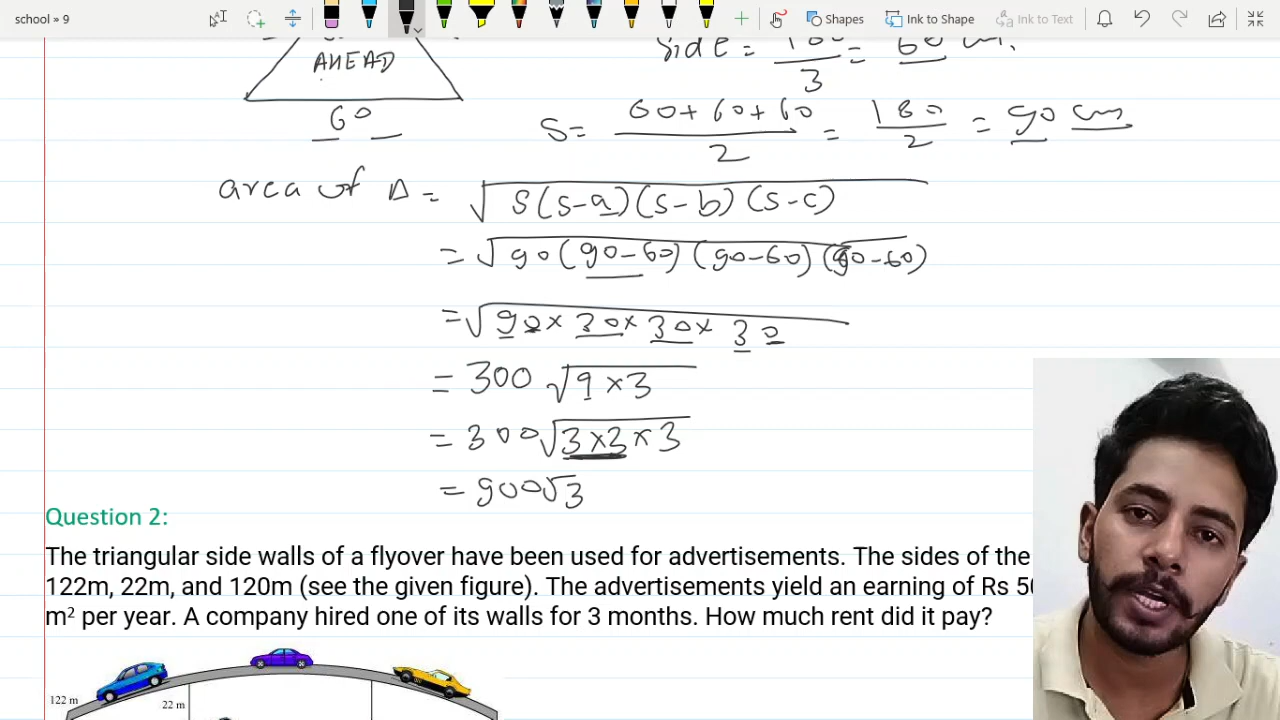 school » 9
Shapes
Ink to Shape
Ink to Text
AHEAD
60
Side = 180/3 = 60 cm.
S = 60+60+60/2 = 180/2 = 90 cm
area of Δ = √s(s-a)(s-b)(s-c)
= √90(90-60)(90-60)(90-60)
= √90×30×30×30
= 300√9×3
= 300√3×3×3
= 900√3
Question 2:
The triangular side walls of a flyover have been used for advertisements. The sides of the
122m, 22m, and 120m (see the given figure). The advertisements yield an earning of Rs
m² per year. A company hired one of its walls for 3 months. How much rent did it pay?
122 m
22 m